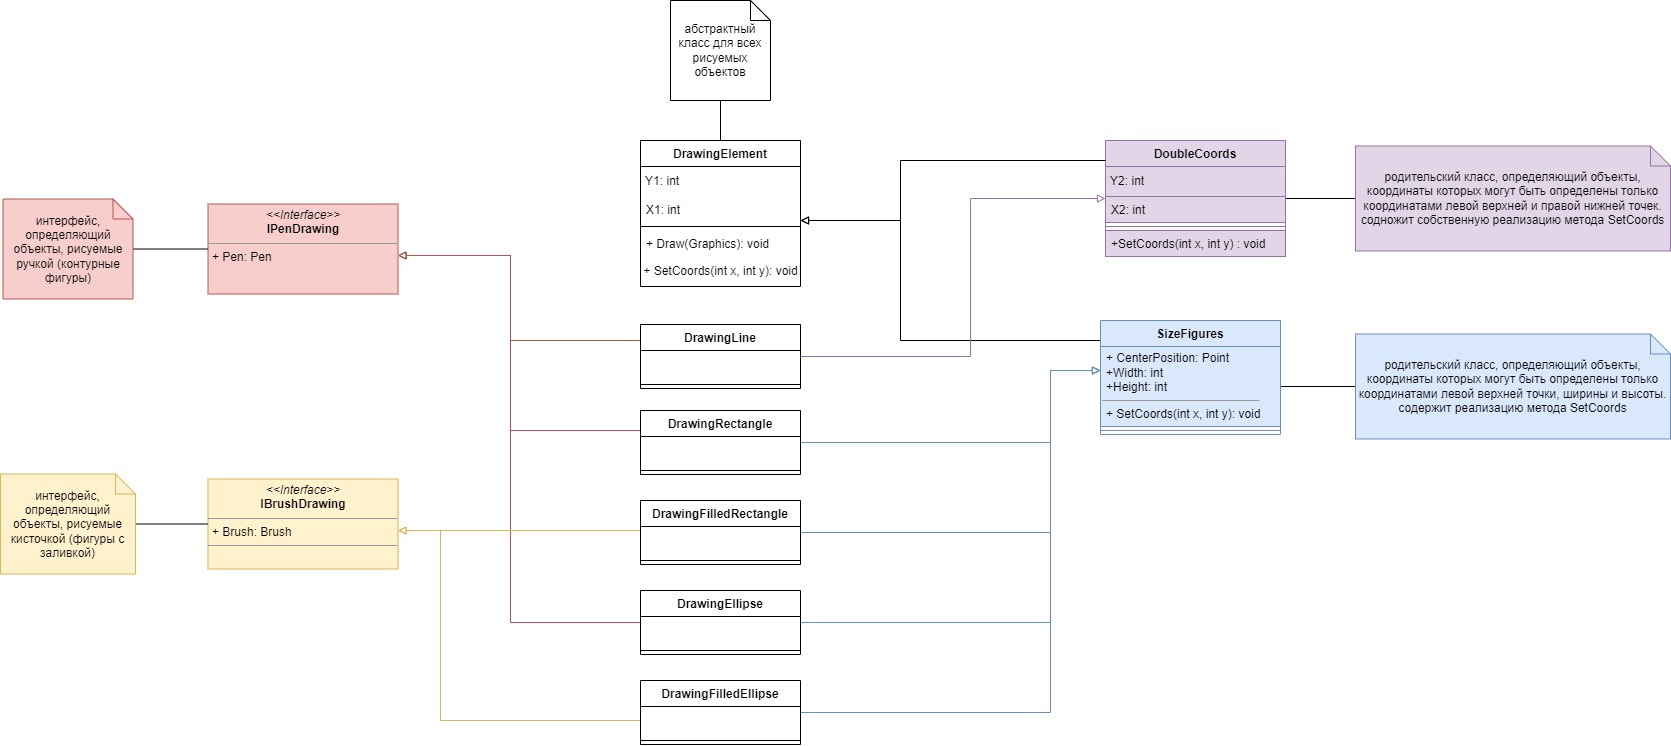 абстрактный
класс для всех
рисуемых
объектов
DrawingElement
Y1: int
X1: int
+ Draw(Graphics): void
+ SetCoords(int x, int y): void
DoubleCoords
Y2: int
X2: int
+SetCoords(int x, int y) : void
родительский класс, определяющий объекты,
координаты которых могут быть определены только
координатами левой верхней и правой нижней точек.
содножит собственную реализацию метода SetCoords
интерфейс,
определяющий
объекты, рисуемые
ручкой (контурные
фигуры)
<<Interface>>
IPenDrawing
+ Pen: Pen
DrawingLine
SizeFigures
+ CenterPosition: Point
+Width: int
+Height: int
+ SetCoords(int x, int y): void
родительский класс, определяющий объекты,
координаты которых могут быть определены только
координатами левой верхней точки, ширины и высоты.
содержит реализацию метода SetCoords
DrawingRectangle
интерфейс,
определяющий
объекты, рисуемые
кисточкой (фигуры с
заливкой)
<<Interface>>
IBrushDrawing
+ Brush: Brush
DrawingFilledRectangle
DrawingEllipse
DrawingFilledEllipse